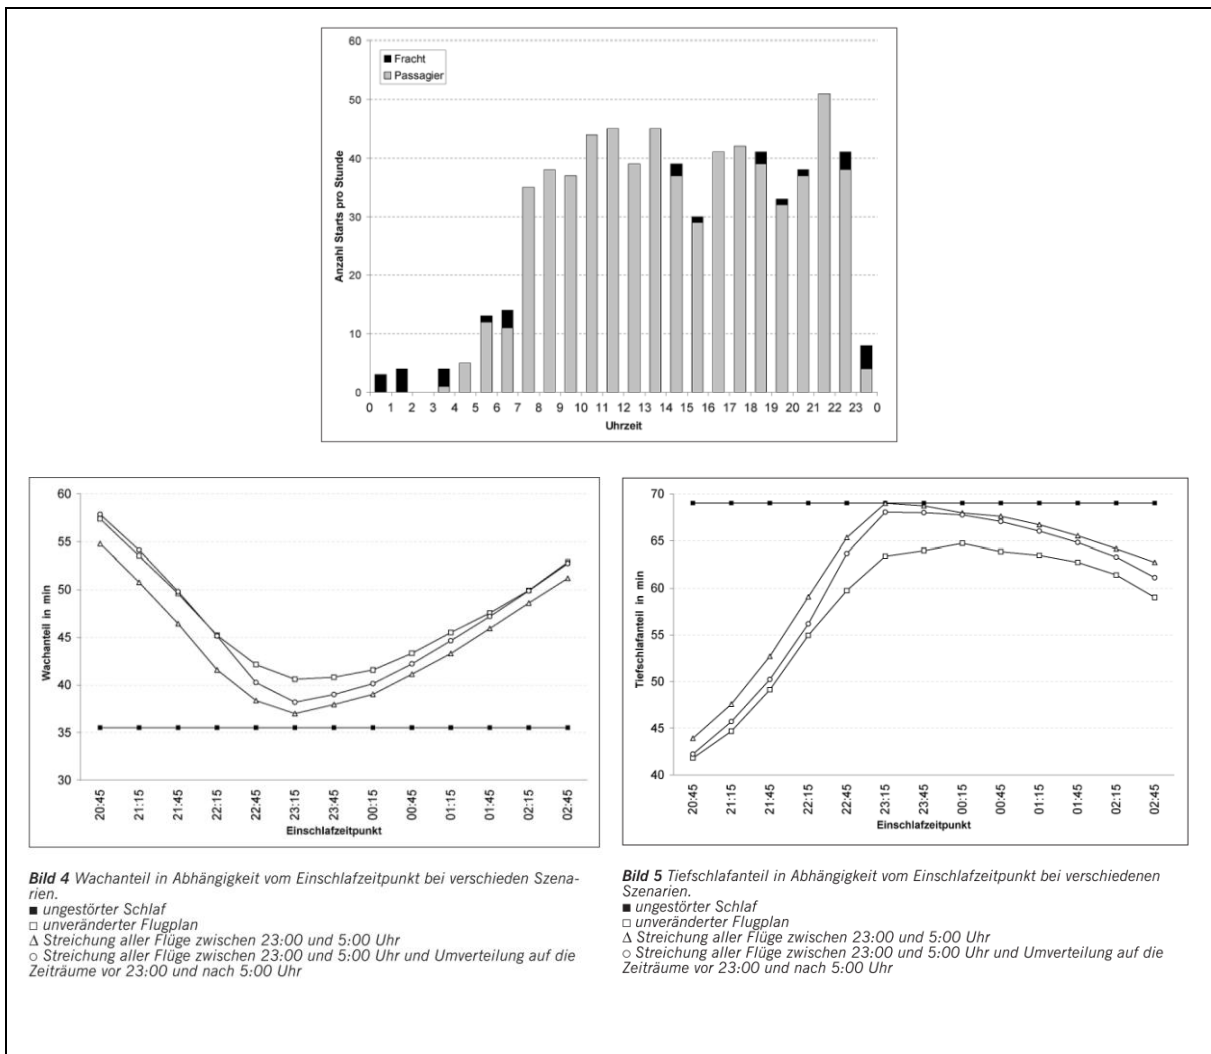 60
50
40
30
20
10
0
Anzahl Starts pro Stunde
■ Fracht
□ Passagier
0 1 2 3 4 5 6 7 8 9 10 11 12 13 14 15 16 17 18 19 20 21 22 23 0
Uhrzeit
60
55
50
45
40
35
30
Wachanteil in min
20:45 21:15 21:45 22:15 22:45 23:15 23:45 00:15 00:45 01:15 01:45 02:15 02:45
Einschlafzeitpunkt
Bild 4 Wachanteil in Abhängigkeit vom Einschlafzeitpunkt bei verschieden Szena-
rien.
■ ungestörter Schlaf
□ unveränderter Flugplan
Δ Streichung aller Flüge zwischen 23:00 und 5:00 Uhr
○ Streichung aller Flüge zwischen 23:00 und 5:00 Uhr und Umverteilung auf die
Zeiträume vor 23:00 und nach 5:00 Uhr
70
65
60
55
50
45
40
Tiefschlafanteil in min
20:45 21:15 21:45 22:15 22:45 23:15 23:45 00:15 00:45 01:15 01:45 02:15 02:45
Einschlafzeitpunkt
Bild 5 Tiefschlafanteil in Abhängigkeit vom Einschlafzeitpunkt bei verschiedenen
Szenarien.
■ ungestörter Schlaf
□ unveränderter Flugplan
Δ Streichung aller Flüge zwischen 23:00 und 5:00 Uhr
○ Streichung aller Flüge zwischen 23:00 und 5:00 Uhr und Umverteilung auf die
Zeiträume vor 23:00 und nach 5:00 Uhr